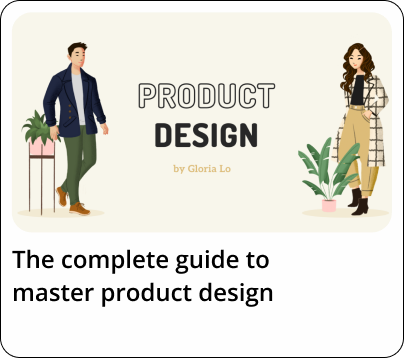 PRODUCT
DESIGN
by Gloria Lo
The complete guide to
master product design